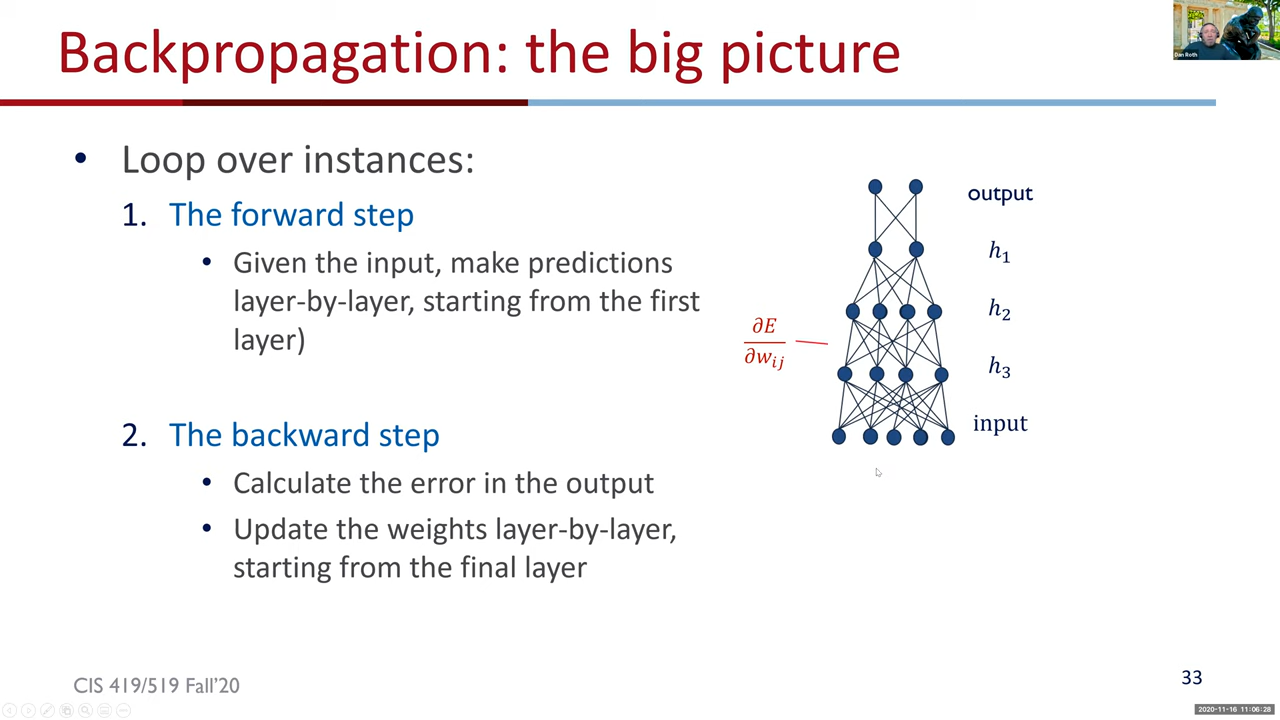 Backpropagation: the big picture
Dan Roth
• Loop over instances:
1. The forward step
• Given the input, make predictions
layer-by-layer, starting from the first
layer)
2. The backward step
• Calculate the error in the output
• Update the weights layer-by-layer,
starting from the final layer
output
h₁
h₂
∂E
∂wᵢⱼ
h₃
input
CIS 419/519 Fall'20
33
2020-11-16 11:06:28